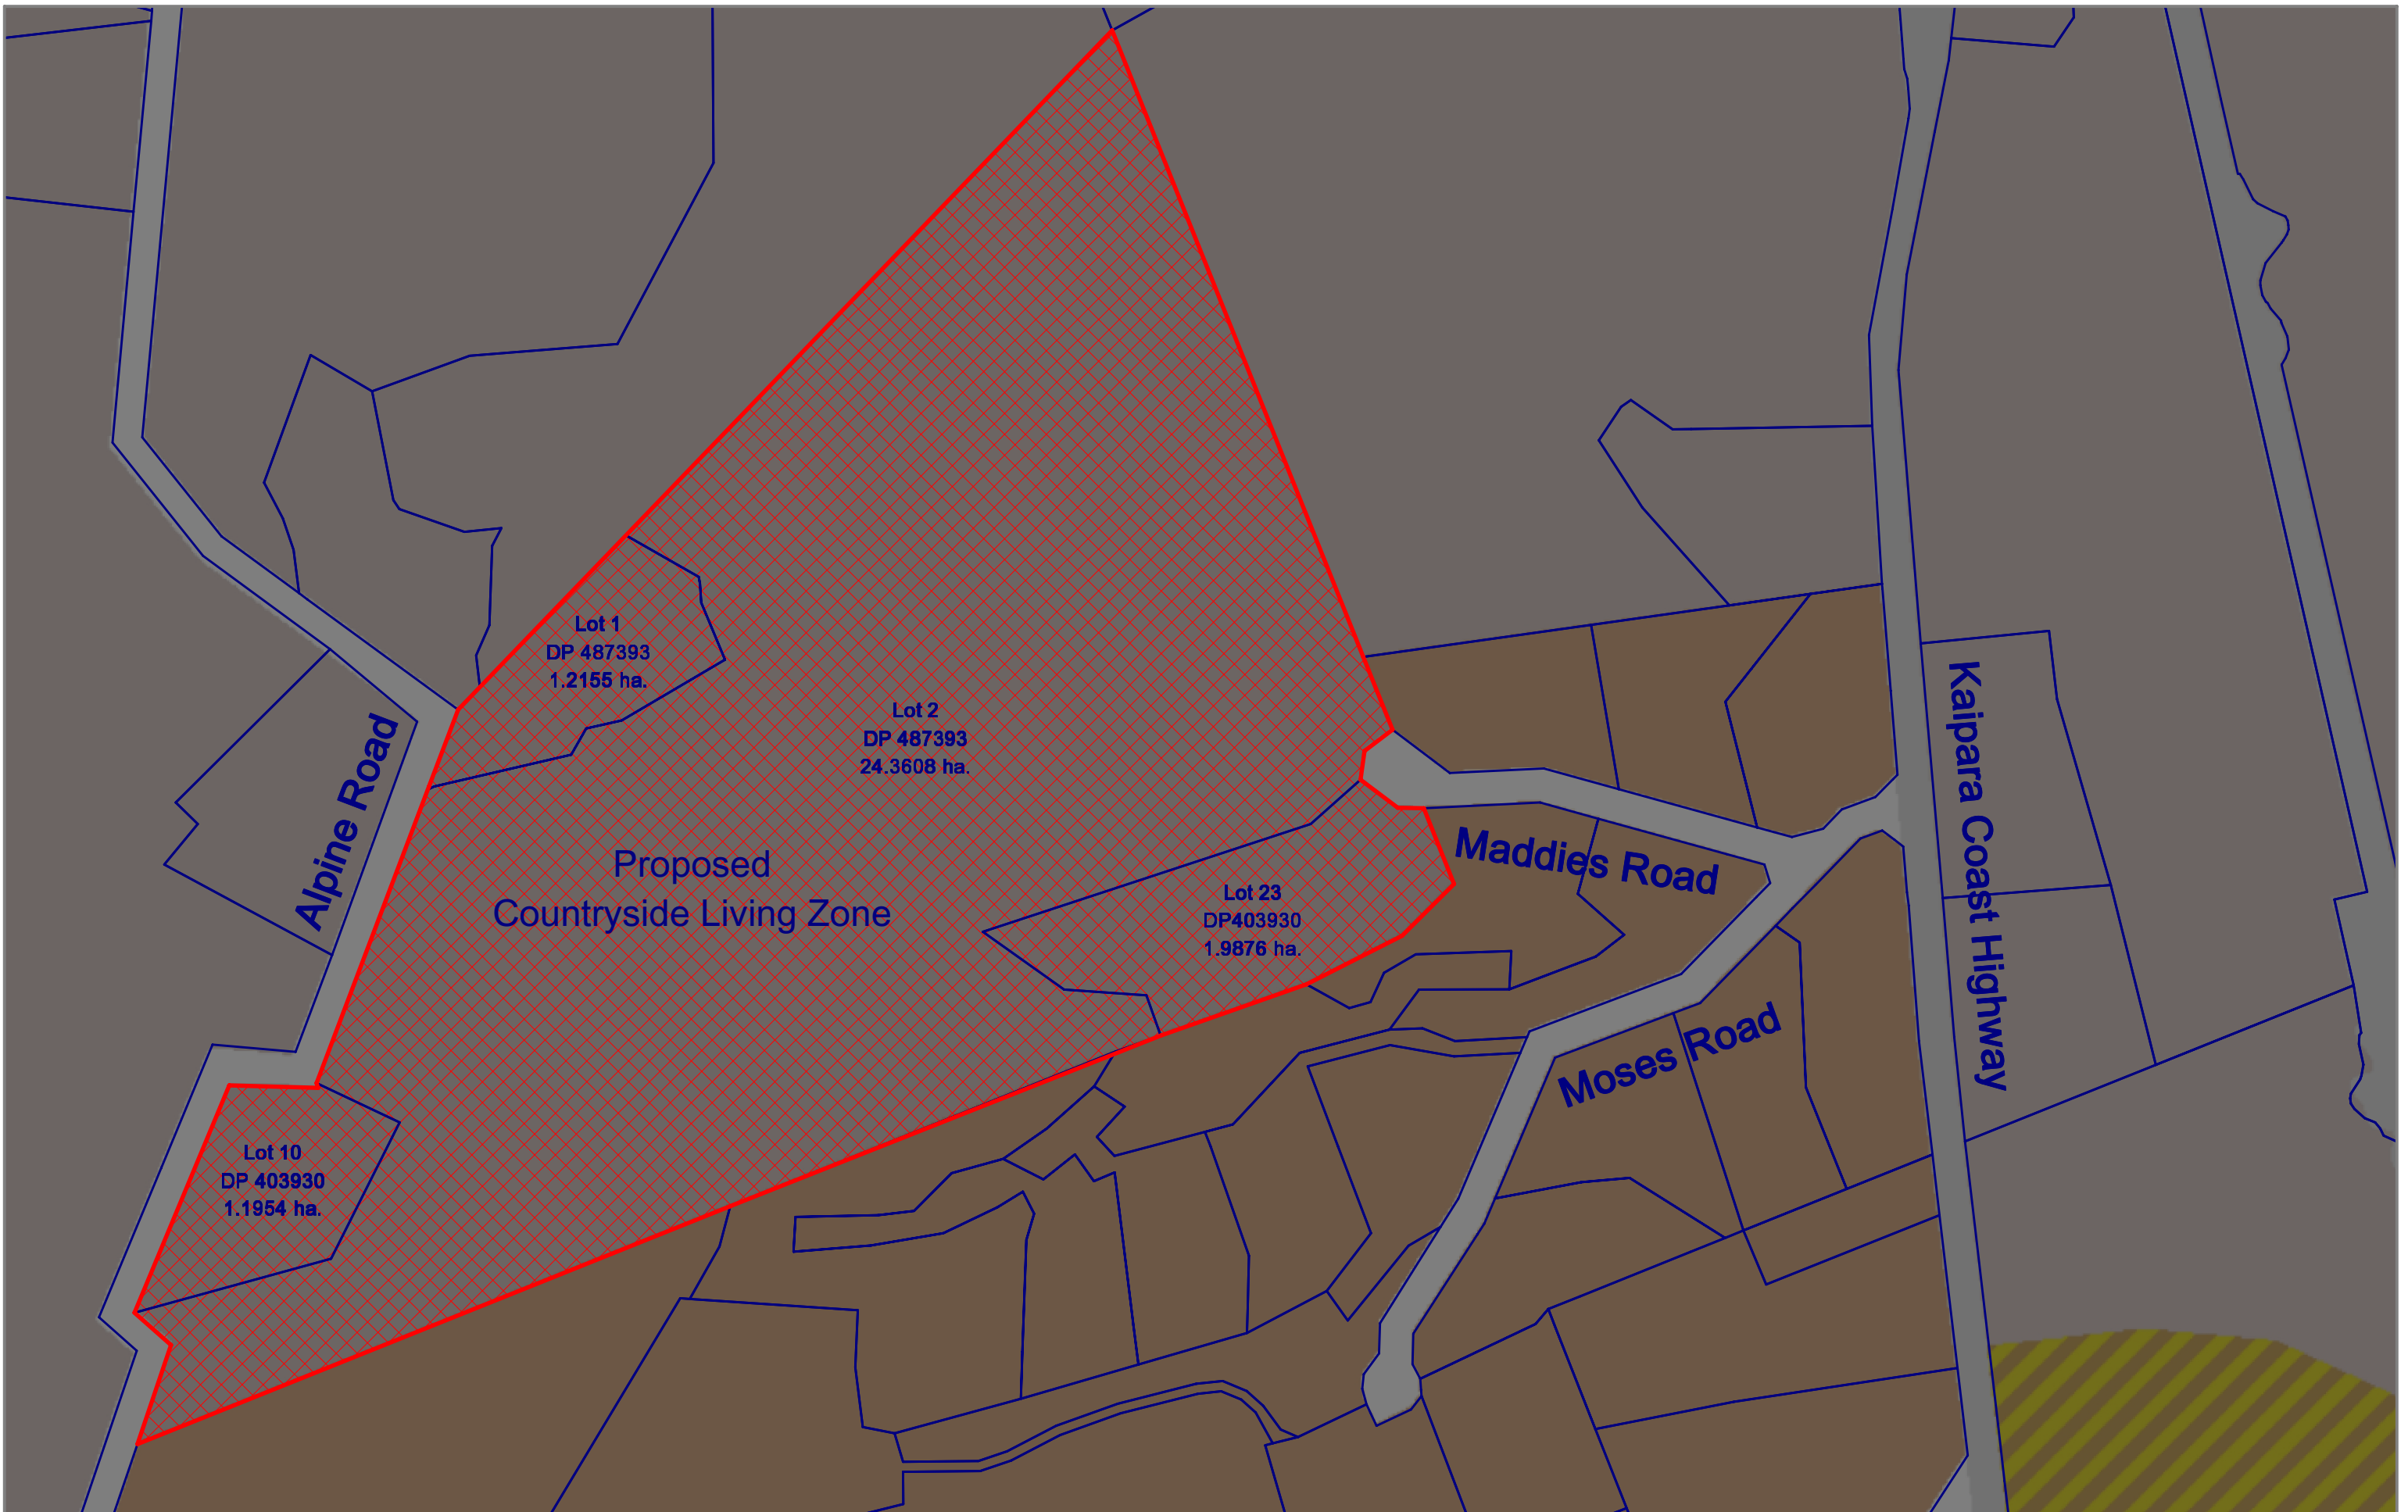 Lot 1
DP 487393
1.2155 ha.
Lot 2
DP 487393
24.3608 ha.
Alpine Road
Proposed
Countryside Living Zone
Lot 23
DP403930
1.9876 ha.
Maddies Road
Kaipara Coast Highway
Moses Road
Lot 10
DP 403930
1.1954 ha.